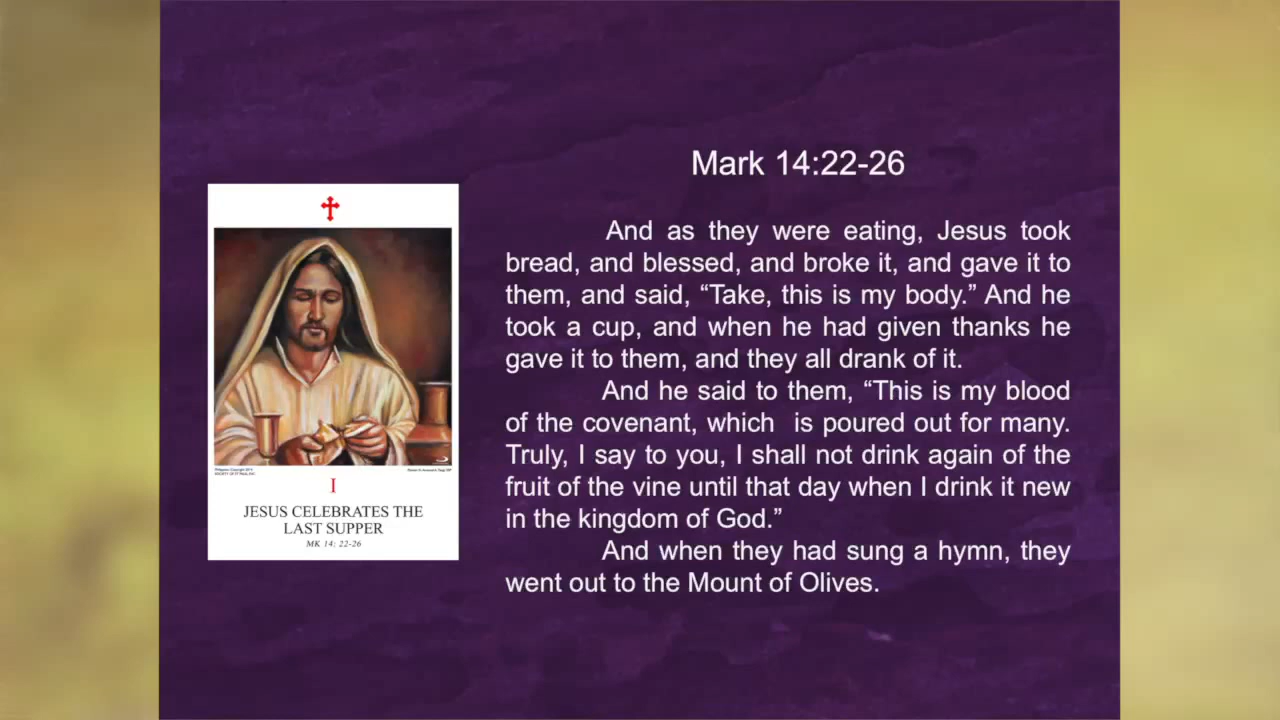 Mark 14:22-26
And as they were eating, Jesus took
bread, and blessed, and broke it, and gave it to
them, and said, “Take, this is my body.” And he
took a cup, and when he had given thanks he
gave it to them, and they all drank of it.
And he said to them, “This is my blood
of the covenant, which is poured out for many.
Truly, I say to you, I shall not drink again of the
fruit of the vine until that day when I drink it new
in the kingdom of God.”
And when they had sung a hymn, they
went out to the Mount of Olives.
I
JESUS CELEBRATES THE
LAST SUPPER
MK 14: 22-26